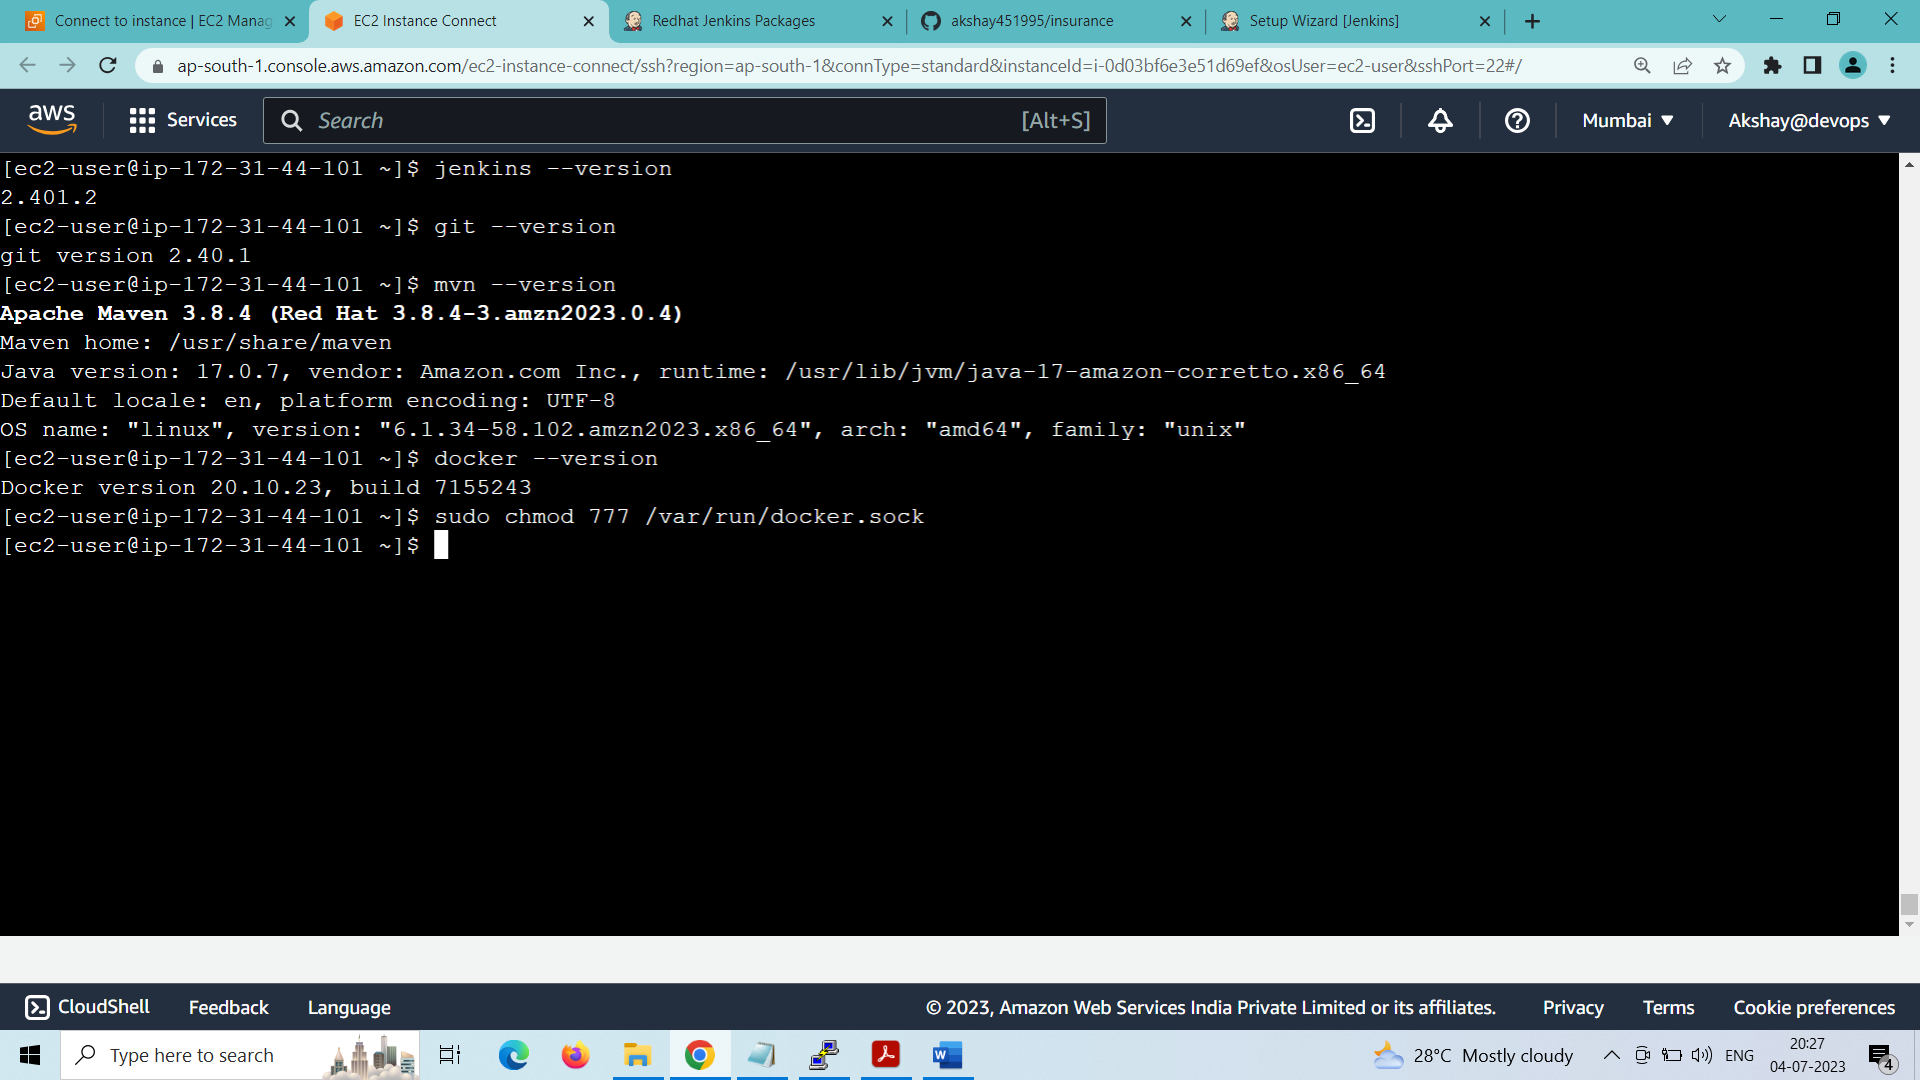 Connect to instance | EC2 Manag
EC2 Instance Connect
Redhat Jenkins Packages
akshay451995/insurance
Setup Wizard [Jenkins]
ap-south-1.console.aws.amazon.com/ec2-instance-connect/ssh?region=ap-south-1&connType=standard&instanceId=i-0d03bf6e3e51d69ef&osUser=ec2-user&sshPort=22#/
aws Services Search [Alt+S] Mumbai Akshay@devops
[ec2-user@ip-172-31-44-101 ~]$ jenkins --version
2.401.2
[ec2-user@ip-172-31-44-101 ~]$ git --version
git version 2.40.1
[ec2-user@ip-172-31-44-101 ~]$ mvn --version
Apache Maven 3.8.4 (Red Hat 3.8.4-3.amzn2023.0.4)
Maven home: /usr/share/maven
Java version: 17.0.7, vendor: Amazon.com Inc., runtime: /usr/lib/jvm/java-17-amazon-corretto.x86_64
Default locale: en, platform encoding: UTF-8
OS name: "linux", version: "6.1.34-58.102.amzn2023.x86_64", arch: "amd64", family: "unix"
[ec2-user@ip-172-31-44-101 ~]$ docker --version
Docker version 20.10.23, build 7155243
[ec2-user@ip-172-31-44-101 ~]$ sudo chmod 777 /var/run/docker.sock
[ec2-user@ip-172-31-44-101 ~]$
CloudShell Feedback Language © 2023, Amazon Web Services India Private Limited or its affiliates. Privacy Terms Cookie preferences
Type here to search 28°C Mostly cloudy ENG 20:27
04-07-2023 4